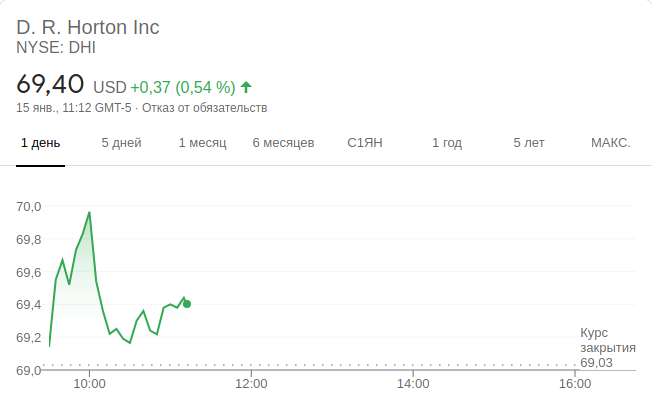 D. R. Horton Inc
NYSE: DHI
69,40 USD +0,37 (0,54 %)
15 янв., 11:12 GMT-5 · Отказ от обязательств
1 день 5 дней 1 месяц 6 месяцев С1ЯН 1 год 5 лет МАКС.
70,0
69,8
69,6
69,4
69,2
69,0
Курс
закрытия
69,03
10:00 12:00 14:00 16:00